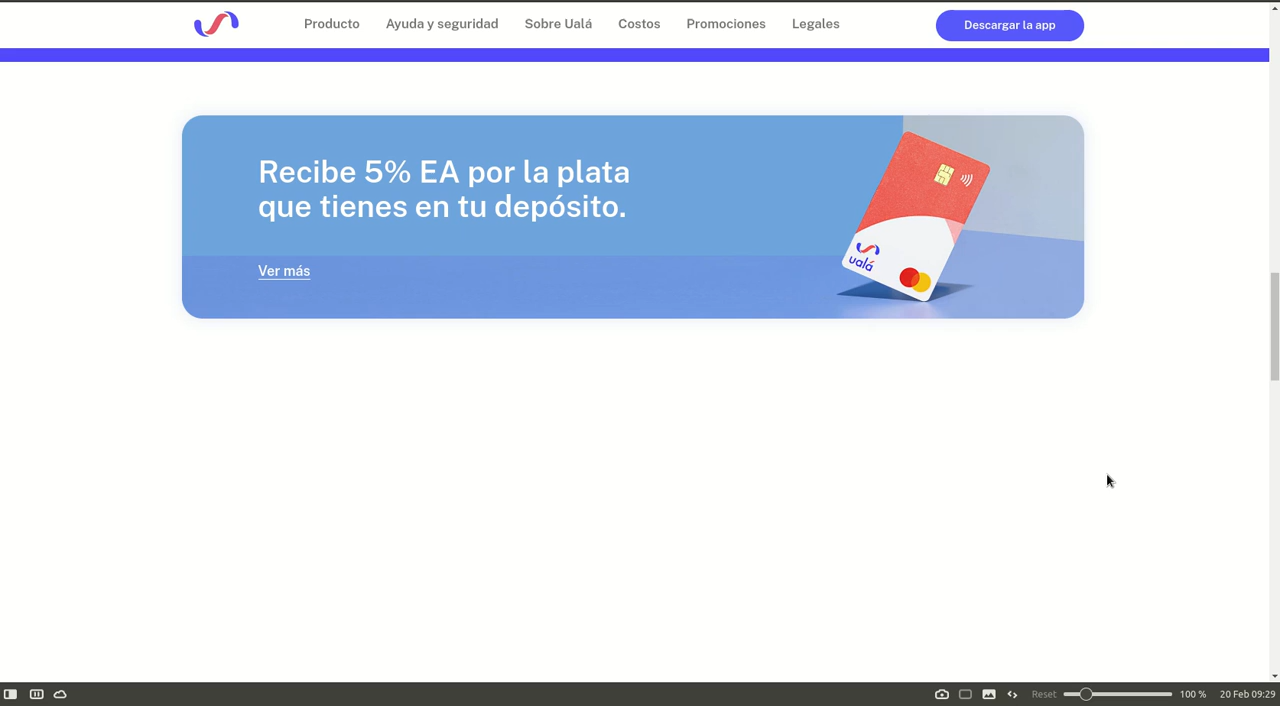 Producto Ayuda y seguridad Sobre Ualá Costos Promociones Legales Descargar la app
Recibe 5% EA por la plata
que tienes en tu depósito.
Ver más
ualá
Reset 100 % 20 Feb 09:29